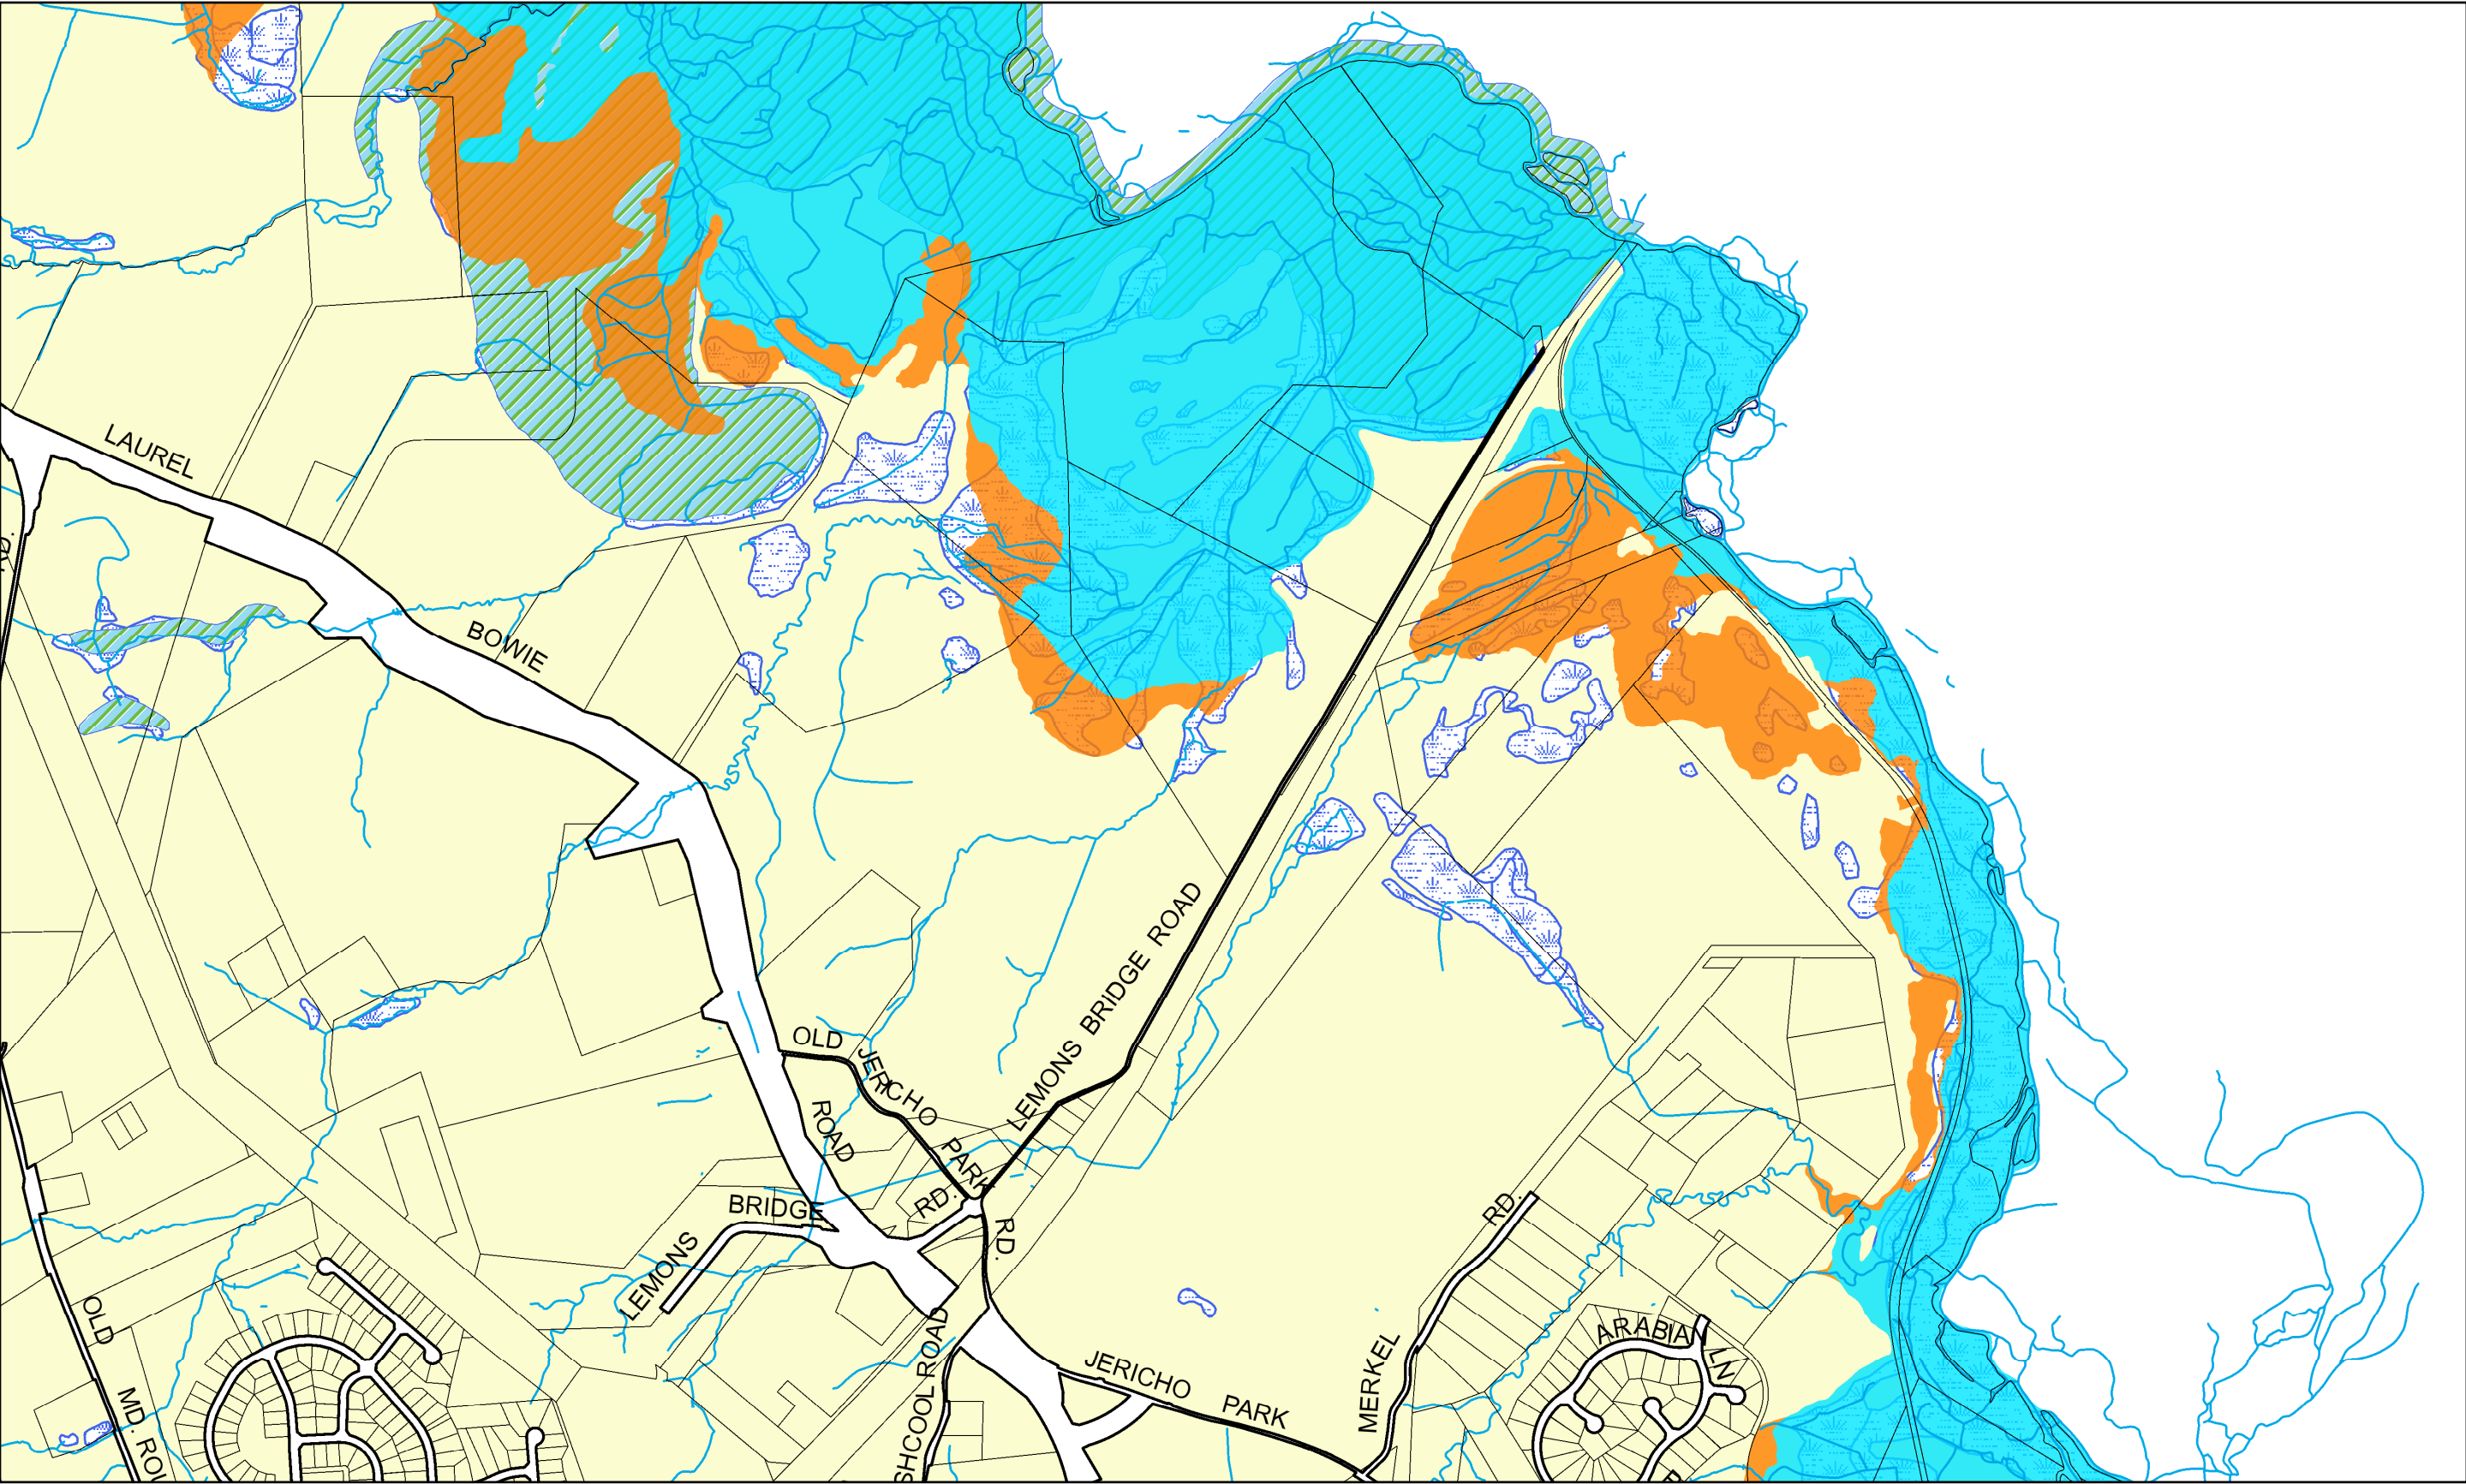 LAUREL
BOWIE
OLD JERICHO PARK RD.
ROAD
LEMONS BRIDGE ROAD
LEMONS BRIDGE RD.
SHCOOL ROAD
JERICHO PARK
MERKEL RD.
ARABIAN LN
OLD MD.